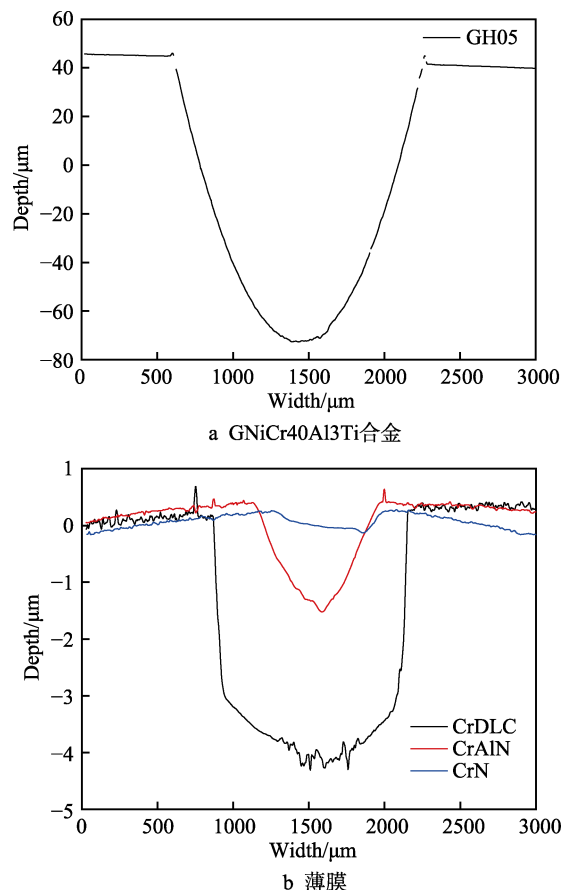 60
40
20
0
−20
−40
−60
−80
Depth/μm
GH05
0 500 1000 1500 2000 2500 3000
Width/μm
a GNiCr40Al3Ti合金
1
0
−1
−2
−3
−4
−5
Depth/μm
CrDLC
CrAlN
CrN
0 500 1000 1500 2000 2500 3000
Width/μm
b 薄膜